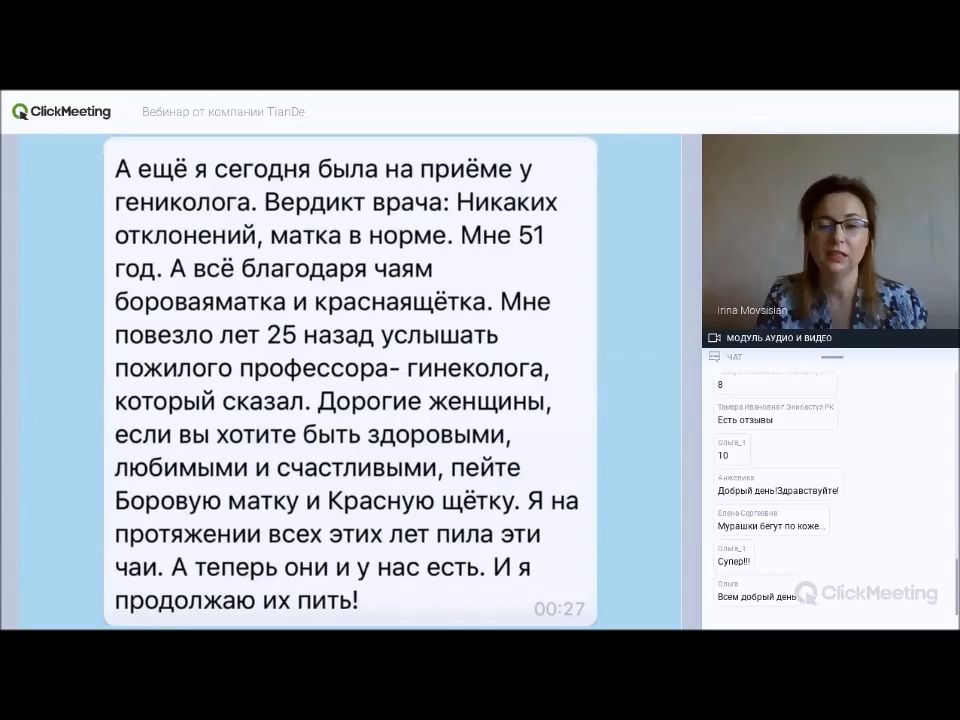 ClickMeeting
Вебинар от компании TianDe
А ещё я сегодня была на приёме у
гениколога. Вердикт врача: Никаких
отклонений, матка в норме. Мне 51
год. А всё благодаря чаям
бороваяматка и краснаящётка. Мне
повезло лет 25 назад услышать
пожилого профессора- гинеколога,
который сказал. Дорогие женщины,
если вы хотите быть здоровыми,
любимыми и счастливыми, пейте
Боровую матку и Красную щётку. Я на
протяжении всех этих лет пила эти
чаи. А теперь они и у нас есть. И я
продолжаю их пить!
00:27
Irina Movsisian
МОДУЛЬ АУДИО И ВИДЕО
ЧАТ
8
Тамара Ивановна г.Экибастуз РК
Есть отзывы
Ольга_1
10
Анжелика
Добрый день!Здравствуйте!
Елена Сергеевна
Мурашки бегут по коже...
Ольга_1
Супер!!!
Ольга
Всем добрый день
ClickMeeting